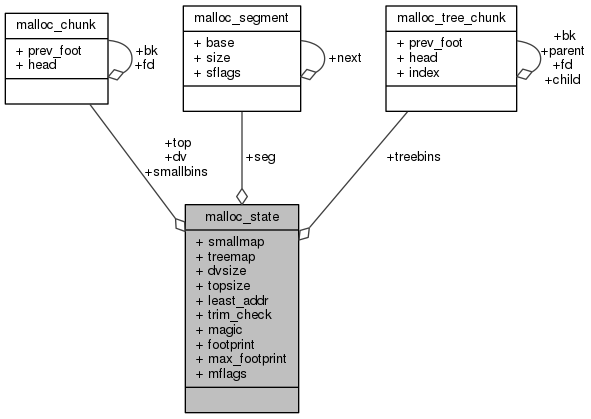 malloc_chunk
+ prev_foot
+ head
+bk
+fd
malloc_segment
+ base
+ size
+ sflags
+next
malloc_tree_chunk
+ prev_foot
+ head
+ index
+bk
+parent
+fd
+child
+top
+dv
+smallbins
+seg
+treebins
malloc_state
+ smallmap
+ treemap
+ dvsize
+ topsize
+ least_addr
+ trim_check
+ magic
+ footprint
+ max_footprint
+ mflags